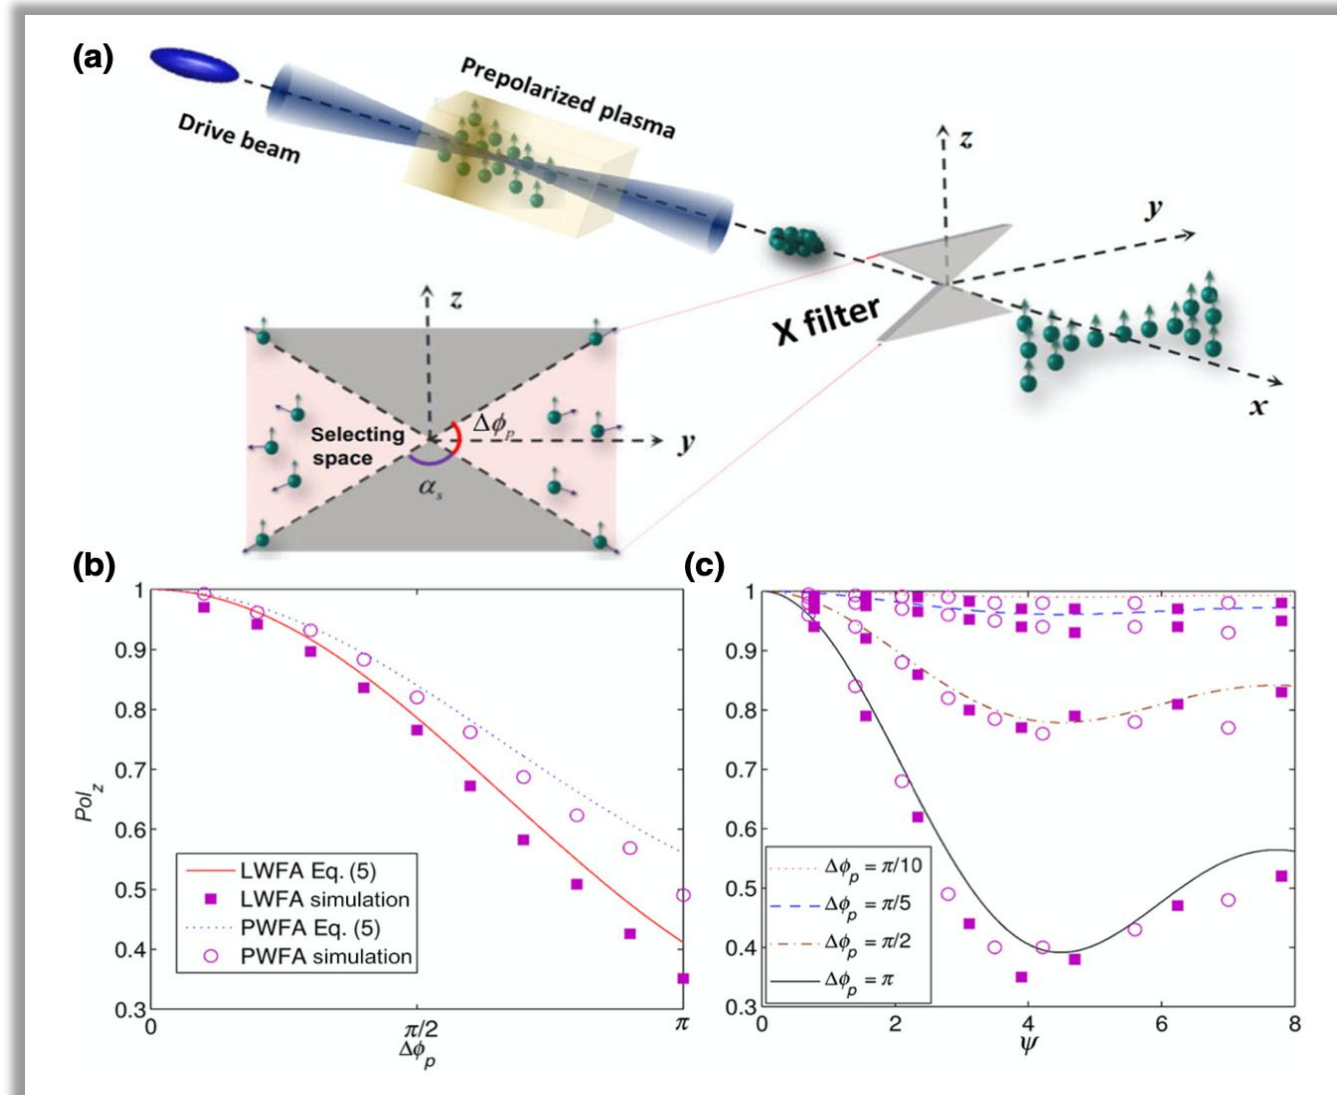 (a)
Prepolarized plasma
Drive beam
z
y
X filter
x
z
Δϕp
Selecting
space
y
αs
(b)
1
0.9
0.8
0.7
0.6
0.5
0.4
0.3
Polz
LWFA Eq. (5)
LWFA simulation
PWFA Eq. (5)
PWFA simulation
0
π/2
π
Δϕp
(c)
1
0.9
0.8
0.7
0.6
0.5
0.4
0.3
Δϕp = π/10
Δϕp = π/5
Δϕp = π/2
Δϕp = π
0
2
4
6
8
ψ